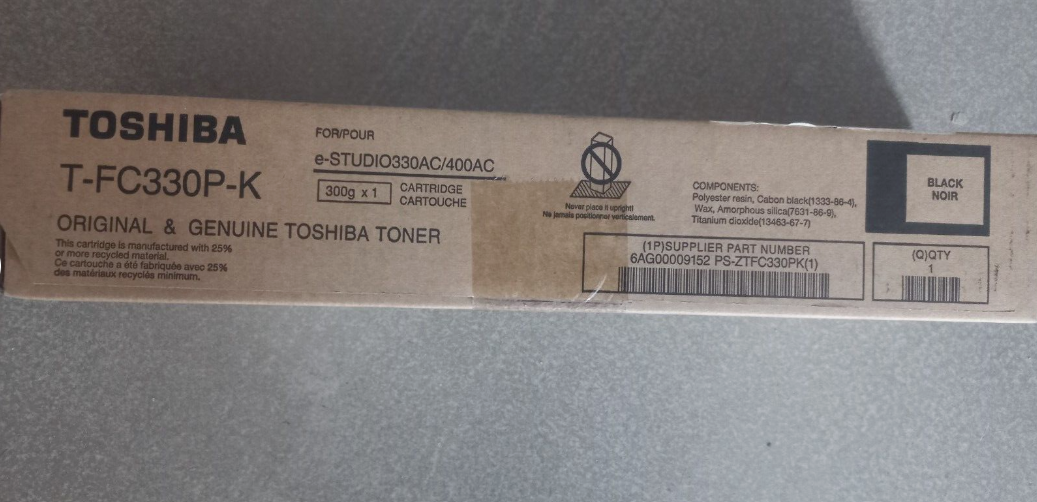 TOSHIBA
T-FC330P-K
ORIGINAL & GENUINE TOSHIBA TONER
This cartridge is manufactured with 25%
or more recycled material.
Ce cartouche a été fabriquée avec 25%
des matériaux recyclés minimum.
FOR/POUR
e-STUDIO330AC/400AC
300g x 1
CARTRIDGE
CARTOUCHE
Never place it upright!
Ne jamais positionner verticalement.
COMPONENTS:
Polyester resin, Cabon black(1333-86-4),
Wax, Amorphous silica(7631-86-9),
Titanium dioxide(13463-67-7)
BLACK
NOIR
(1P)SUPPLIER PART NUMBER
6AG00009152 PS-ZTFC330PK(1)
(Q)QTY
1